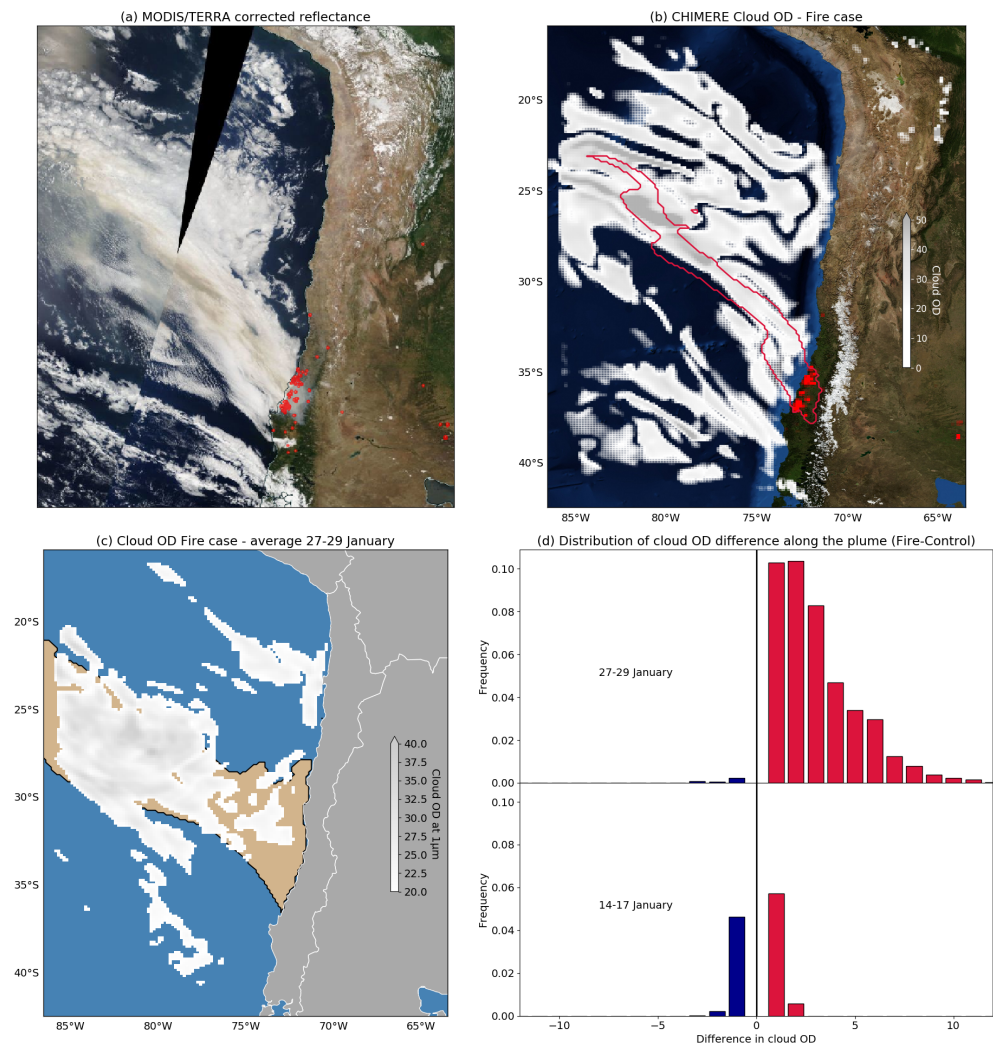 (a) MODIS/TERRA corrected reflectance
(b) CHIMERE Cloud OD - Fire case
20°S
25°S
30°S
35°S
40°S
50
40
30
20
10
0
Cloud OD
85°W
80°W
75°W
70°W
65°W
(c) Cloud OD Fire case - average 27-29 January
20°S
25°S
30°S
35°S
40°S
40.0
37.5
35.0
32.5
30.0
27.5
25.0
22.5
20.0
Cloud OD at 1μm
85°W
80°W
75°W
70°W
65°W
(d) Distribution of cloud OD difference along the plume (Fire-Control)
0.10
0.08
0.06
0.04
0.02
0.00
Frequency
27-29 January
0.10
0.08
0.06
0.04
0.02
0.00
Frequency
14-17 January
−10
−5
0
5
10
Difference in cloud OD